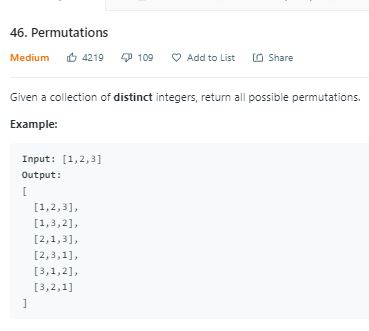 46. Permutations
Medium 4219 109 Add to List Share
Given a collection of distinct integers, return all possible permutations.
Example:
Input: [1,2,3]
Output:
[
[1,2,3],
[1,3,2],
[2,1,3],
[2,3,1],
[3,1,2],
[3,2,1]
]